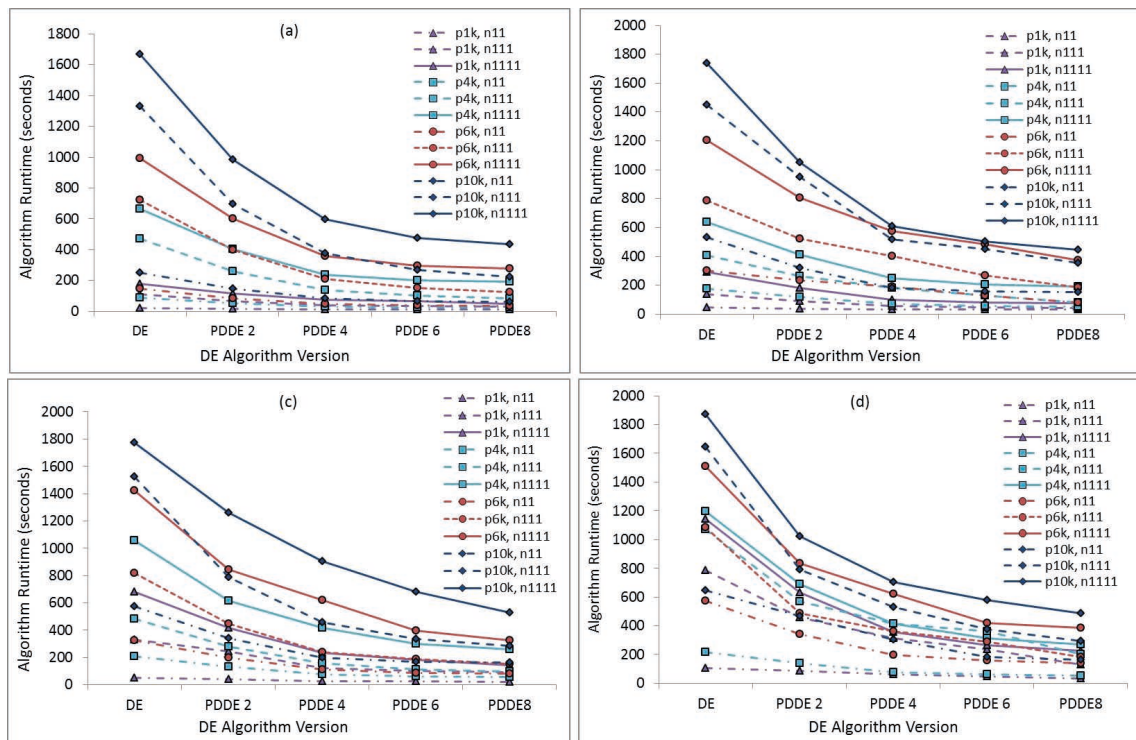 (a)
Algorithm Runtime (seconds)
1800
1600
1400
1200
1000
800
600
400
200
0
DE PDDE 2 PDDE 4 PDDE 6 PDDE8
DE Algorithm Version
p1k, n11
p1k, n111
p1k, n1111
p4k, n11
p4k, n111
p4k, n1111
p6k, n11
p6k, n111
p6k, n1111
p10k, n11
p10k, n111
p10k, n1111
Algorithm Runtime (seconds)
2000
1800
1600
1400
1200
1000
800
600
400
200
0
DE PDDE 2 PDDE 4 PDDE 6 PDDE8
DE Algorithm Version
p1k, n11
p1k, n111
p1k, n1111
p4k, n11
p4k, n111
p4k, n1111
p6k, n11
p6k, n111
p6k, n1111
p10k, n11
p10k, n111
p10k, n1111
(c)
Algorithm Runtime (seconds)
2000
1800
1600
1400
1200
1000
800
600
400
200
0
DE PDDE 2 PDDE 4 PDDE 6 PDDE8
DE Algorithm Version
p1k, n11
p1k, n111
p1k, n1111
p4k, n11
p4k, n111
p4k, n1111
p6k, n11
p6k, n111
p6k, n1111
p10k, n11
p10k, n111
p10k, n1111
(d)
Algorithm Runtime (seconds)
2000
1800
1600
1400
1200
1000
800
600
400
200
0
DE PDDE 2 PDDE 4 PDDE 6 PDDE8
DE Algorithm Version
p1k, n11
p1k, n111
p1k, n1111
p4k, n11
p4k, n111
p4k, n1111
p6k, n11
p6k, n111
p6k, n1111
p10k, n11
p10k, n111
p10k, n1111